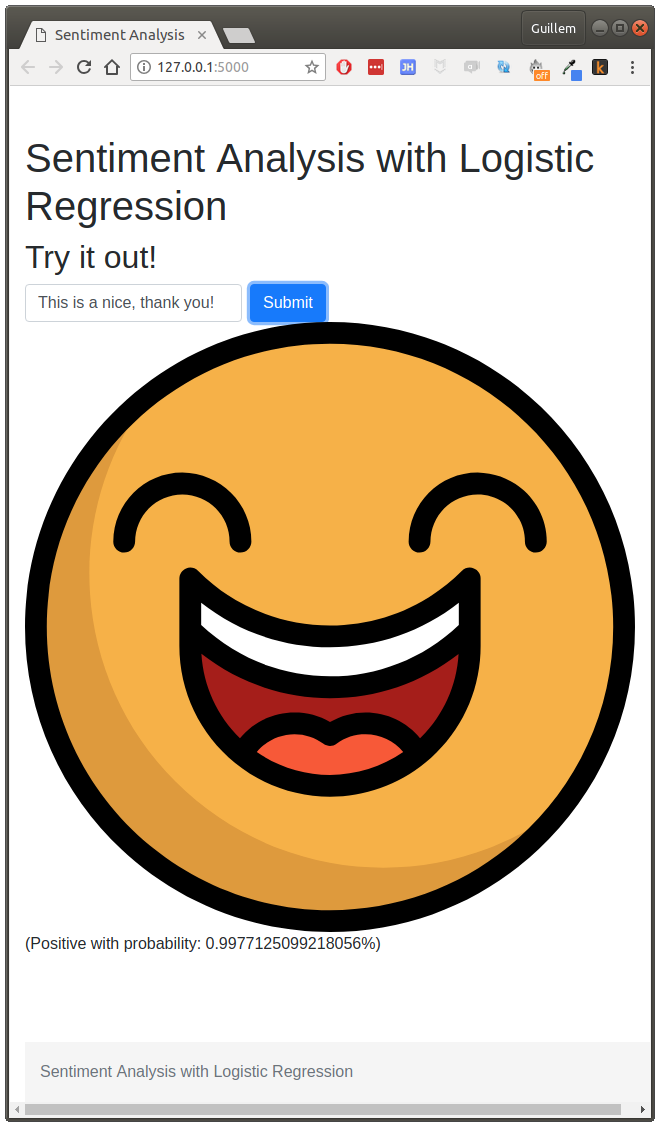 Sentiment Analysis
Guillem
127.0.0.1:5000
JH
a
off
k
Sentiment Analysis with Logistic
Regression
Try it out!
This is a nice, thank you!
Submit
(Positive with probability: 0.9977125099218056%)
Sentiment Analysis with Logistic Regression